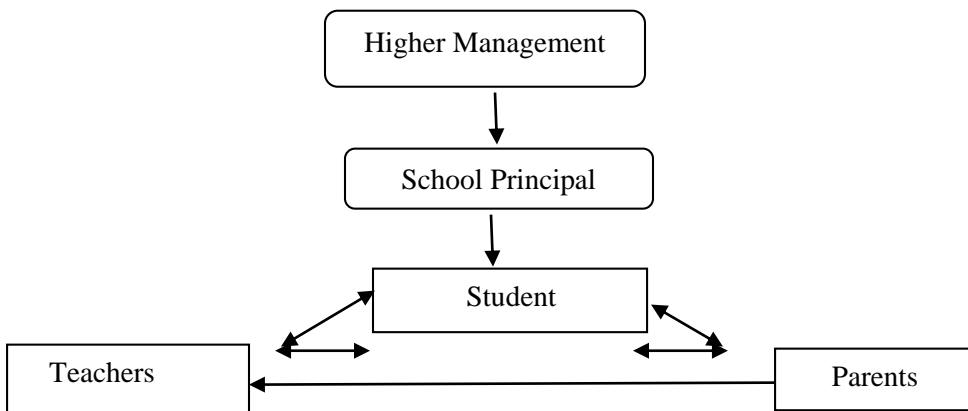 Higher Management
School Principal
Student
Teachers
Parents